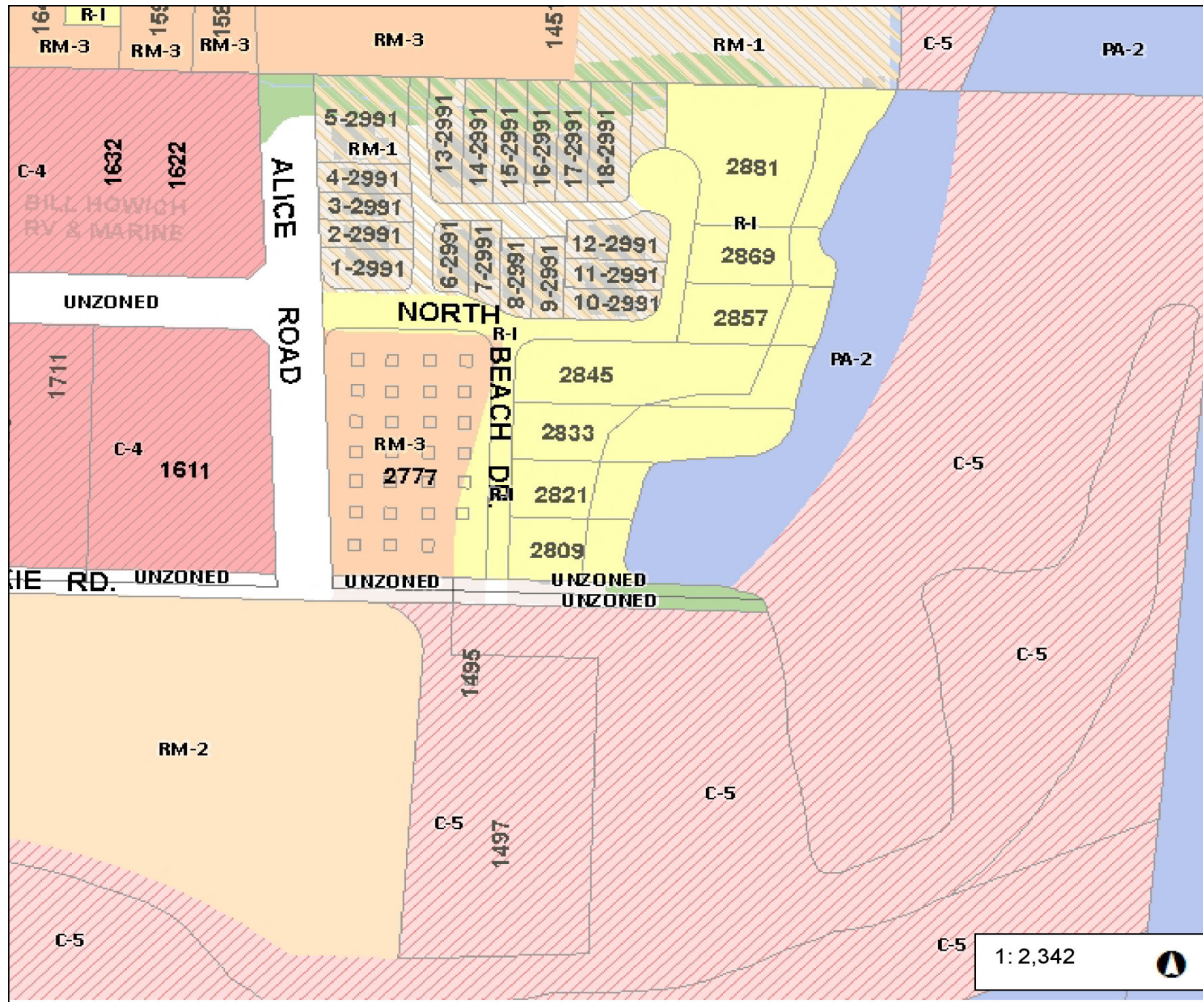 R-I
RM-3
159
RM-3
158
RM-3
RM-3
1451
RM-1
C-5
PA-2
C-4
1632
1622
BILL HOWICH
RV & MARINE
ALICE
ROAD
5-2991
RM-1
4-2991
3-2991
2-2991
1-2991
13-2991
14-2991
15-2991
16-2991
17-2991
18-2991
6-2991
7-2991
8-2991
9-2991
12-2991
11-2991
10-2991
2881
R-I
2869
2857
UNZONED
NORTH
R-I
BEACH DR.
2845
PA-2
1711
C-4
1611
RM-3
2777
2833
R-I
2821
2809
C-5
KIE RD.
UNZONED
UNZONED
UNZONED
UNZONED
1495
C-5
RM-2
C-5
C-5
1497
C-5
C-5
1: 2,342